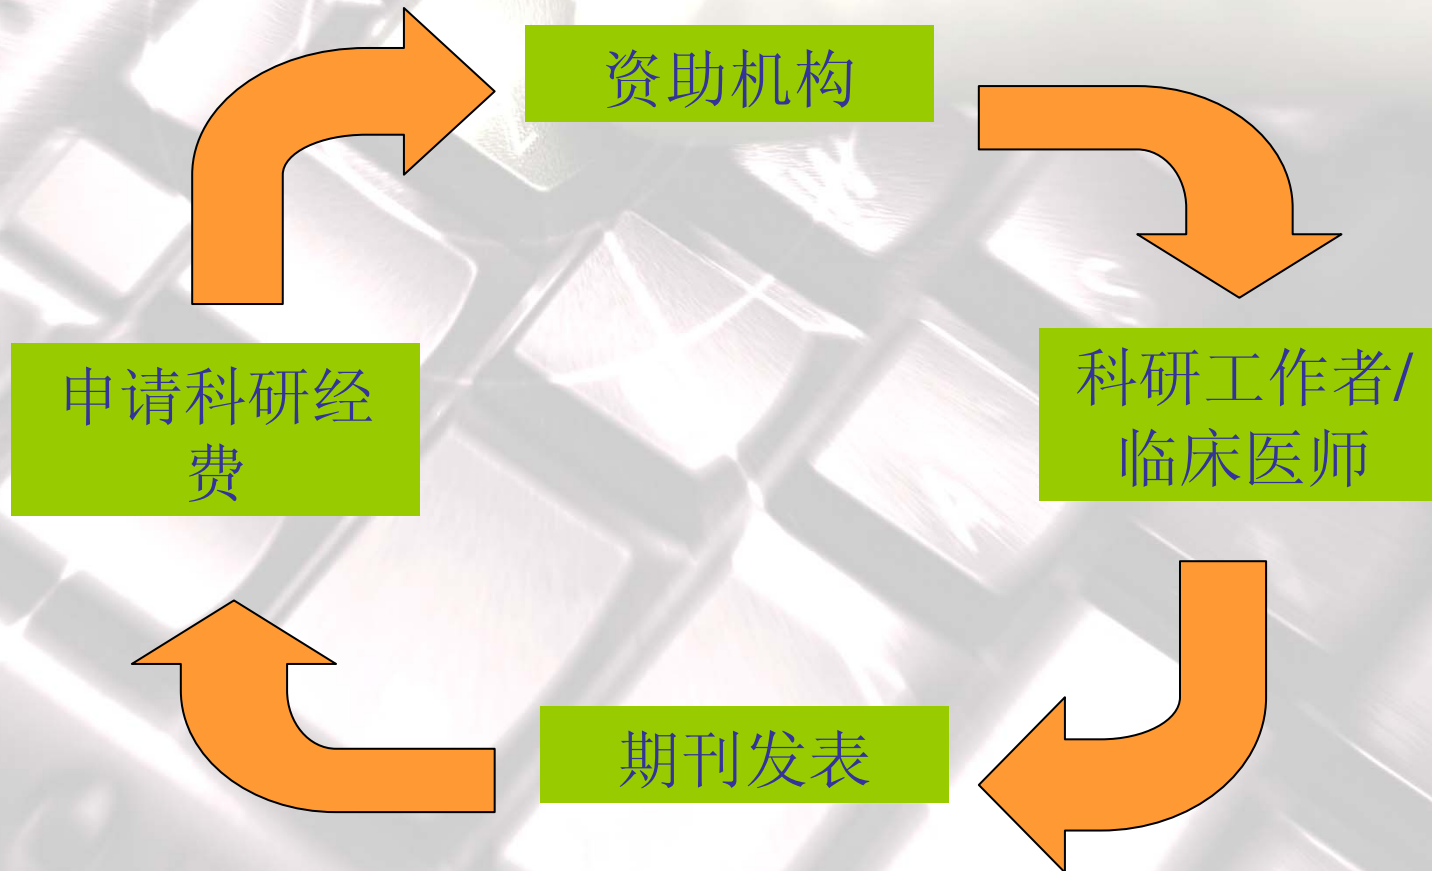 资助机构
申请科研经
费
科研工作者/
临床医师
期刊发表